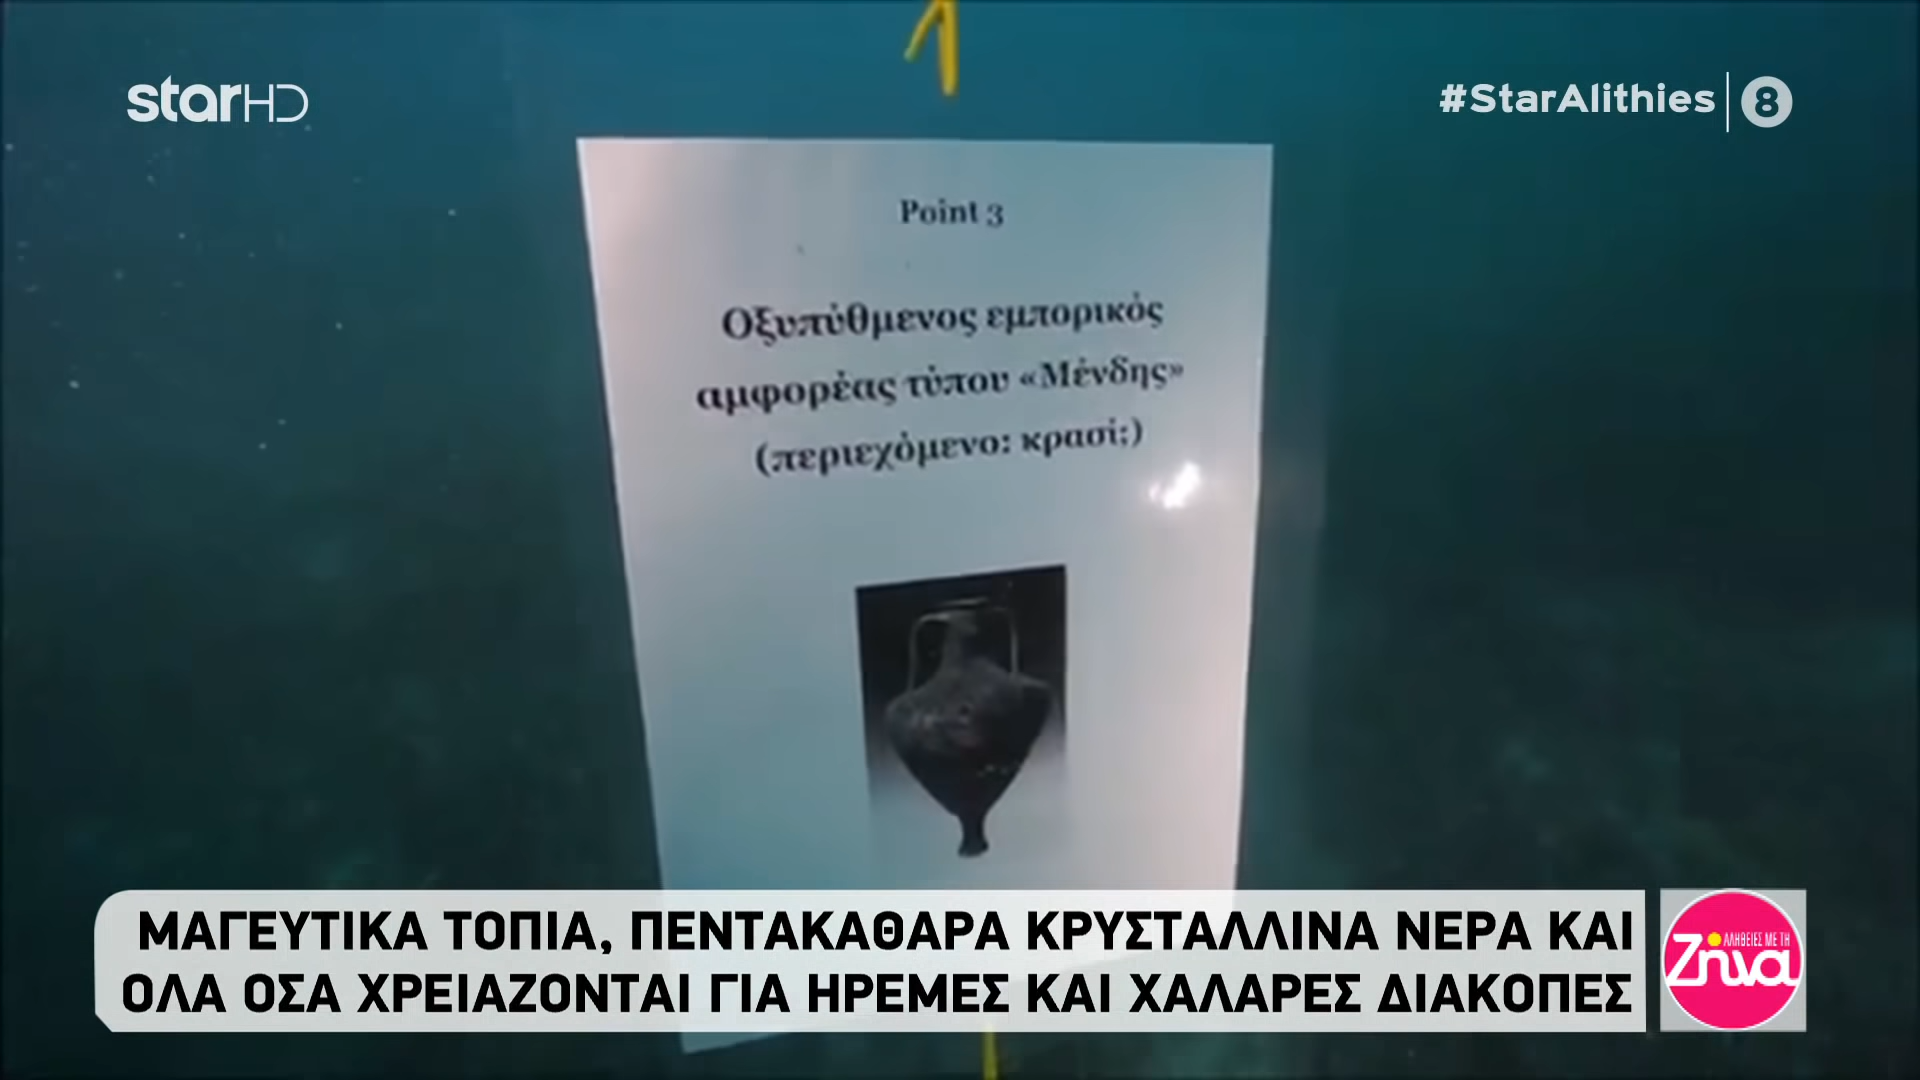 starHD
#StarAlithies 8
Point 3
Οξυπύθμενος εμπορικός
αμφορέας τύπου «Μένδης»
(περιεχόμενο: κρασί;)
ΜΑΓΕΥΤΙΚΑ ΤΟΠΙΑ, ΠΕΝΤΑΚΑΘΑΡΑ ΚΡΥΣΤΑΛΛΙΝΑ ΝΕΡΑ ΚΑΙ
ΟΛΑ ΟΣΑ ΧΡΕΙΑΖΟΝΤΑΙ ΓΙΑ ΗΡΕΜΕΣ ΚΑΙ ΧΑΛΑΡΕΣ ΔΙΑΚΟΠΕΣ
ΑΛΗΘΕΙΕΣ ΜΕ ΤΗ
Ζήνα